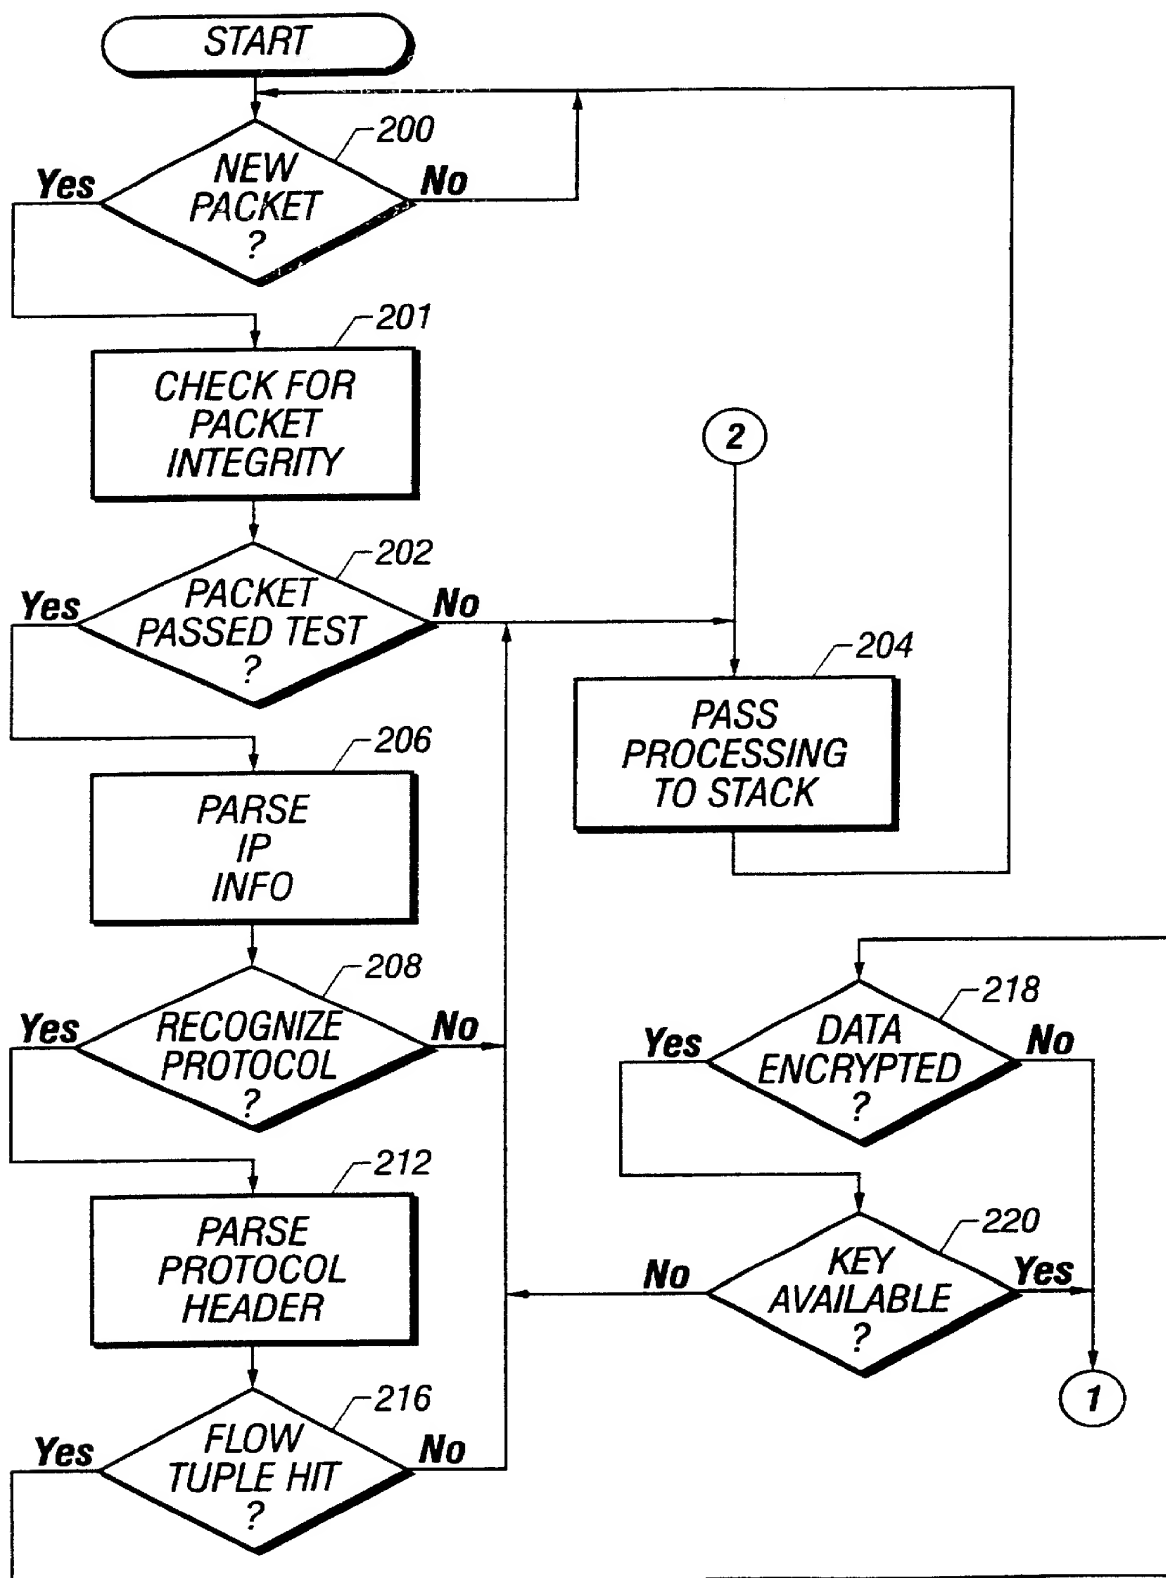 START
200
NEW
PACKET
?
Yes
No
201
CHECK FOR
PACKET
INTEGRITY
2
202
PACKET
PASSED TEST
?
Yes
No
204
PASS
PROCESSING
TO STACK
206
PARSE
IP
INFO
208
RECOGNIZE
PROTOCOL
?
Yes
No
212
PARSE
PROTOCOL
HEADER
216
FLOW
TUPLE HIT
?
Yes
No
218
DATA
ENCRYPTED
?
Yes
No
220
KEY
AVAILABLE
?
No
Yes
1